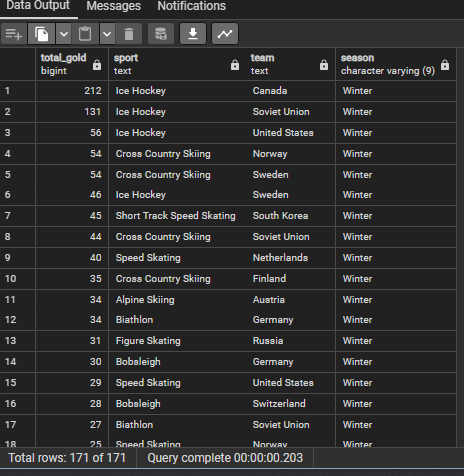 Data Output Messages Notifications
total_gold bigint sport text team text season character varying (9)
1 212 Ice Hockey Canada Winter
2 131 Ice Hockey Soviet Union Winter
3 56 Ice Hockey United States Winter
4 54 Cross Country Skiing Norway Winter
5 54 Cross Country Skiing Sweden Winter
6 46 Ice Hockey Sweden Winter
7 45 Short Track Speed Skating South Korea Winter
8 44 Cross Country Skiing Soviet Union Winter
9 40 Speed Skating Netherlands Winter
10 35 Cross Country Skiing Finland Winter
11 34 Alpine Skiing Austria Winter
12 34 Biathlon Germany Winter
13 31 Figure Skating Russia Winter
14 30 Bobsleigh Germany Winter
15 29 Speed Skating United States Winter
16 28 Bobsleigh Switzerland Winter
17 27 Biathlon Soviet Union Winter
18 25 Speed Skating Norway Winter
Total rows: 171 of 171 Query complete 00:00:00.203